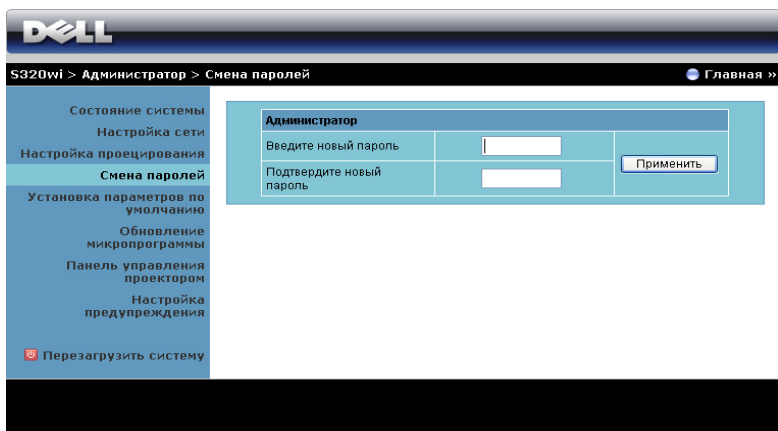 DELL
S320wi > Администратор > Смена паролей
Главная »
Состояние системы
Настройка сети
Настройка проецирования
Смена паролей
Установка параметров по
умолчанию
Обновление
микропрограммы
Панель управления
проектором
Настройка
предупреждения
Перезагрузить систему
Администратор
Введите новый пароль
Подтвердите новый
пароль
Применить